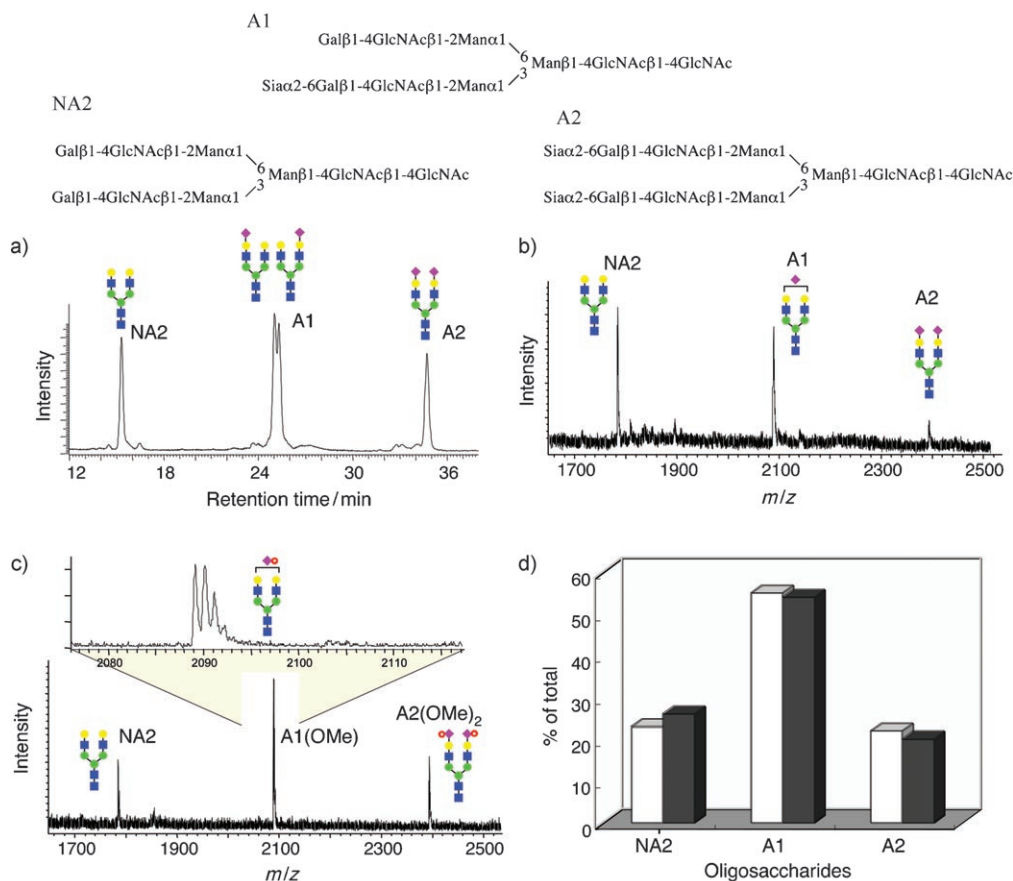 A1
Galβ1-4GlcNAcβ1-2Manα1
6
Manβ1-4GlcNAcβ1-4GlcNAc
3
Siaα2-6Galβ1-4GlcNAcβ1-2Manα1
NA2
Galβ1-4GlcNAcβ1-2Manα1
6
Manβ1-4GlcNAcβ1-4GlcNAc
3
Galβ1-4GlcNAcβ1-2Manα1
A2
Siaα2-6Galβ1-4GlcNAcβ1-2Manα1
6
Manβ1-4GlcNAcβ1-4GlcNAc
3
Siaα2-6Galβ1-4GlcNAcβ1-2Manα1
a)
NA2
A1
A2
Intensity
12 18 24 30 36
Retention time/min
b)
NA2
A1
A2
Intensity
1700 1900 2100 2300 2500
m/z
c)
2080 2090 2100 2110
NA2
A1(OMe)
A2(OMe)₂
Intensity
1700 1900 2100 2300 2500
m/z
d)
60
50
40
30
20
10
0
% of total
NA2 A1 A2
Oligosaccharides